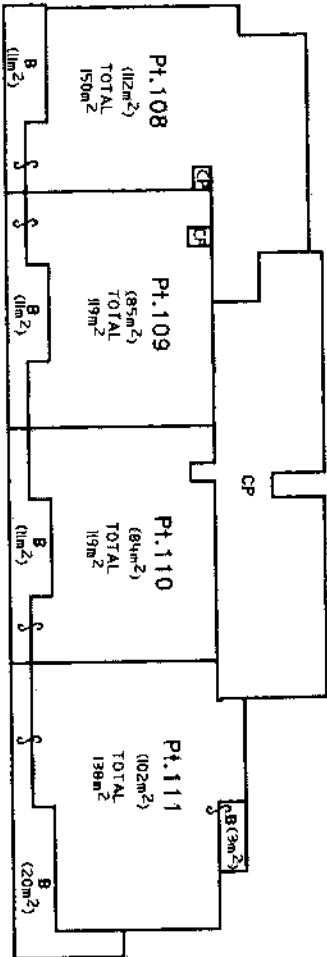 Pt.108
(112m²)
TOTAL
150m²
B
(11m²)
CP
CP
Pt.109
(85m²)
TOTAL
119m²
B
(11m²)
CP
Pt.110
(84m²)
TOTAL
119m²
B
(11m²)
Pt.111
(102m²)
TOTAL
138m²
B(3m²)
B
(20m²)